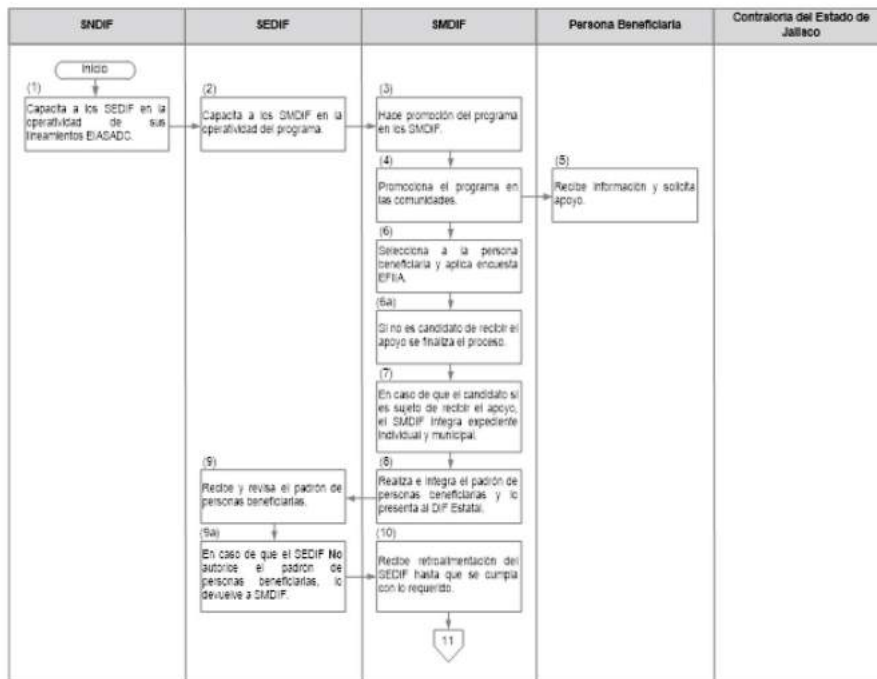 SNDIF
SEDIF
SMDIF
Persona Beneficiaria
Contraloría del Estado de
Jalisco
Inicio
(1)
Capacita a los SEDIF en la
operatividad de sus
lineamientos EIASADC.
(2)
Capacita a los SMDIF en la
operatividad del programa.
(3)
Hace promoción del programa
en los SMDIF.
(4)
Promociona el programa en
las comunidades.
(5)
Recibe información y solicita
apoyo.
(6)
Selecciona a la persona
beneficiaria y aplica encuesta
EFIIA.
(6a)
Si no es candidato de recibir el
apoyo se finaliza el proceso.
(7)
En caso de que el candidato si
es sujeto de recibir el apoyo,
el SMDIF integra expediente
individual y municipal.
(8)
Realiza e integra el padrón de
personas beneficiarias y lo
presenta al DIF Estatal.
(9)
Recibe y revisa el padrón de
personas beneficiarias.
(9a)
En caso de que el SEDIF No
autorice el padrón de
personas beneficiarias, lo
devuelve a SMDIF.
(10)
Recibe retroalimentación del
SEDIF hasta que se cumpla
con lo requerido.
11